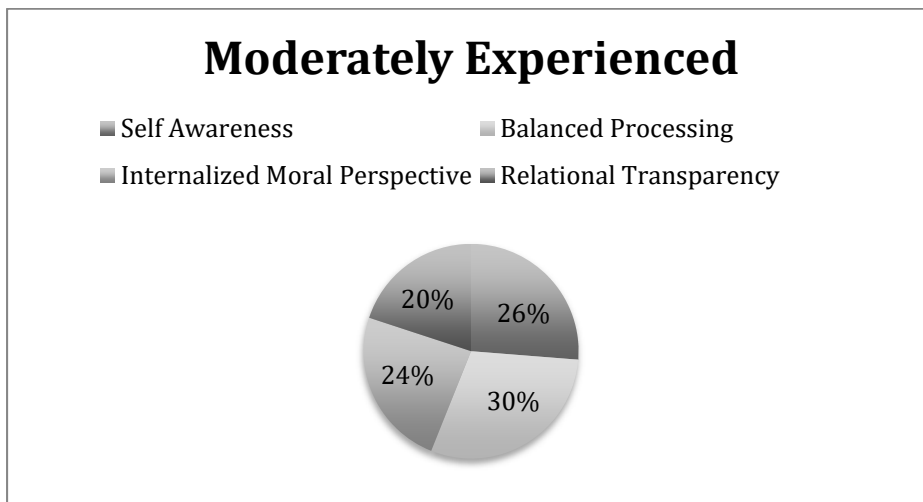 Moderately Experienced
Self Awareness Balanced Processing
Internalized Moral Perspective Relational Transparency
20% 26%
24% 30%